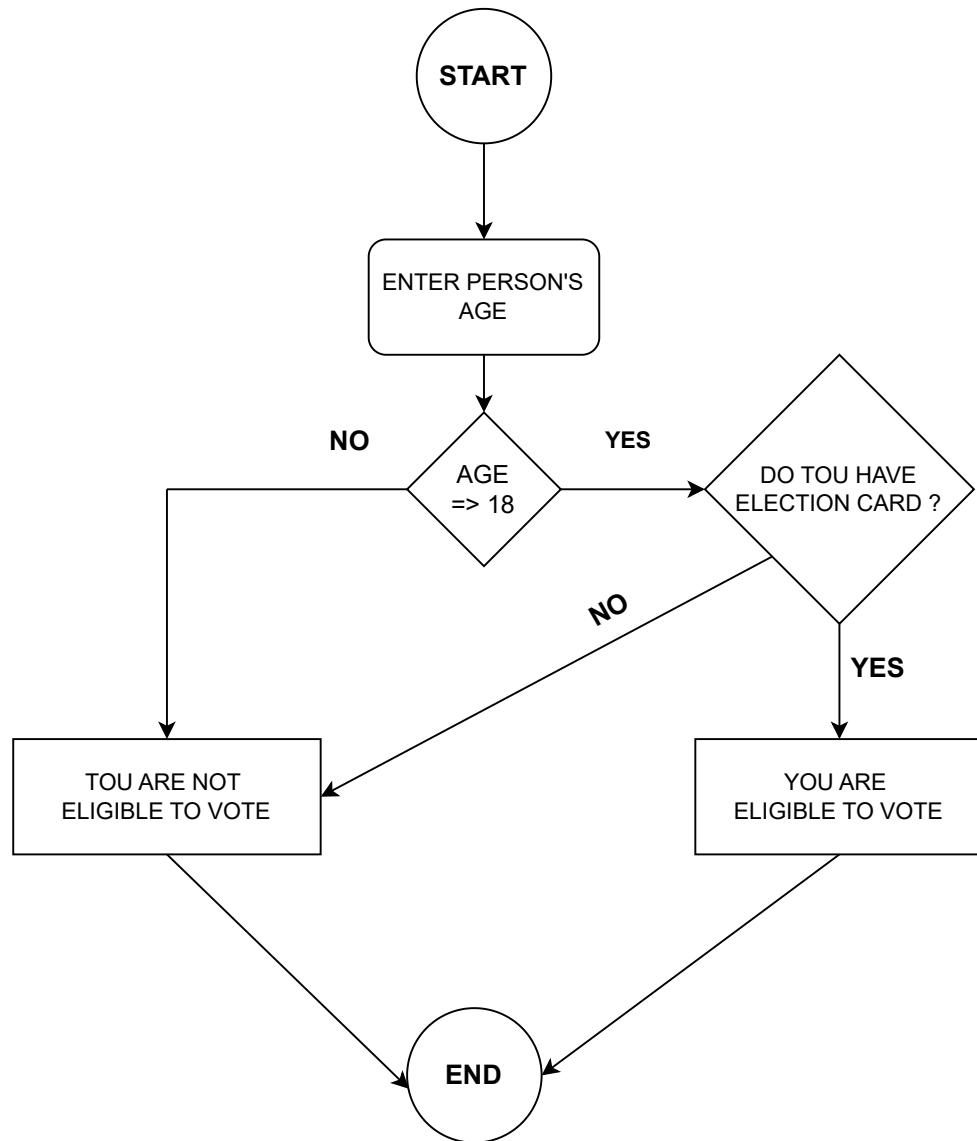 START
ENTER PERSON'S
AGE
NO
YES
AGE
=> 18
DO TOU HAVE
ELECTION CARD ?
NO
YES
TOU ARE NOT
ELIGIBLE TO VOTE
YOU ARE
ELIGIBLE TO VOTE
END